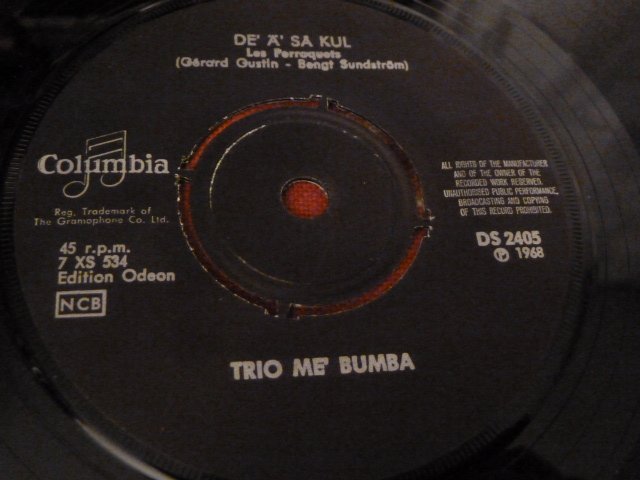 DE' Ä' SÅ KUL
Les Perroquets
(Gérard Gustin - Bengt Sundström)
Columbia
Reg. Trademark of
The Gramophone Co. Ltd.
45 r.p.m.
7 XS 534
Edition Odeon
NCB
ALL RIGHTS OF THE MANUFACTURER
AND OF THE OWNER OF THE
RECORDED WORK RESERVED.
UNAUTHORISED PUBLIC PERFORMANCE,
BROADCASTING AND COPYING
OF THIS RECORD PROHIBITED.
DS 2405
℗ 1968
TRIO ME' BUMBA